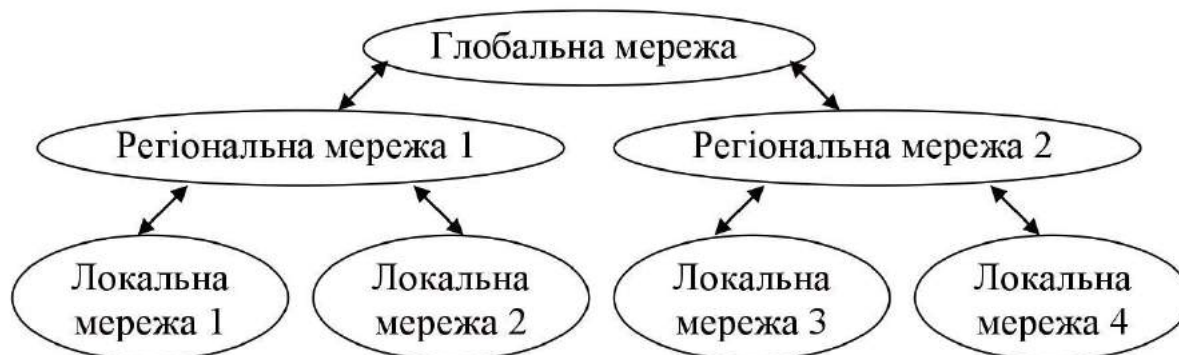 Глобальна мережа
Регіональна мережа 1
Регіональна мережа 2
Локальна
мережа 1
Локальна
мережа 2
Локальна
мережа 3
Локальна
мережа 4